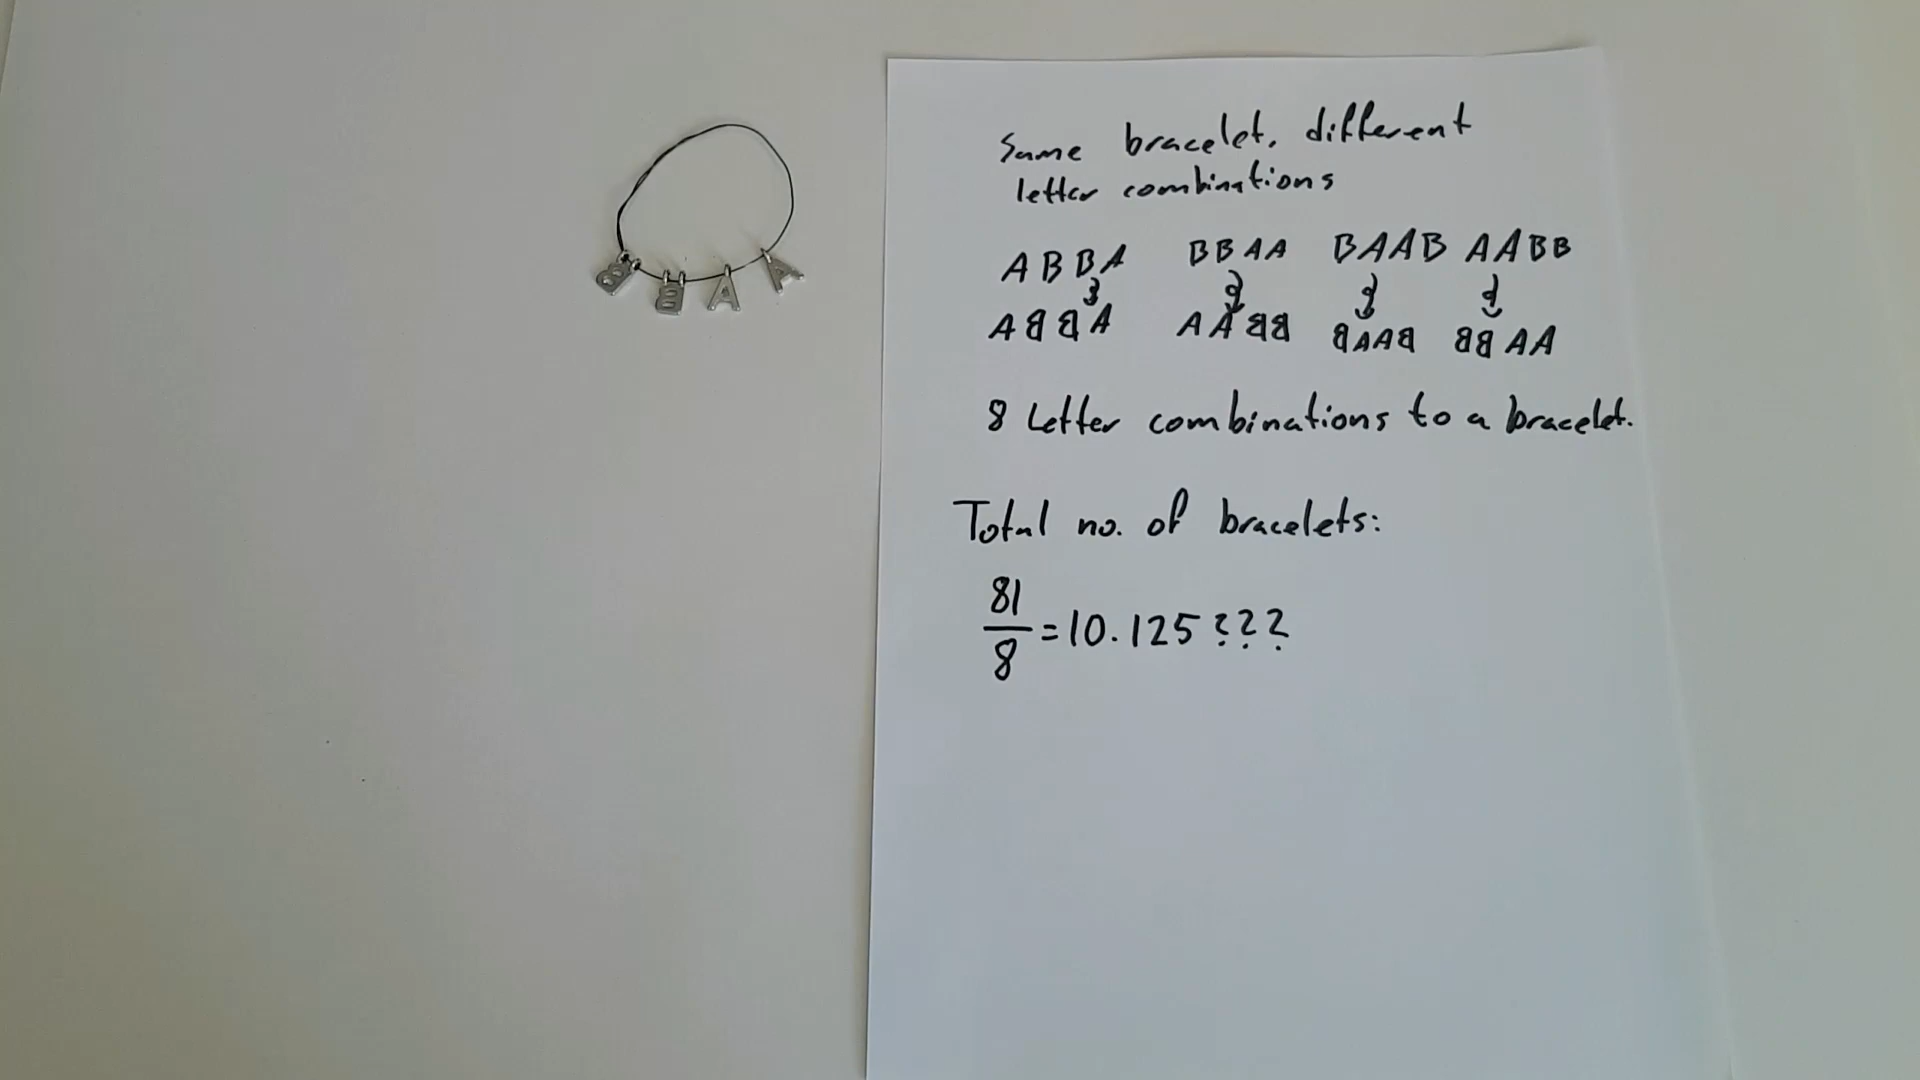 Same bracelet, different
letter combinations
ABBA BBAA BAAB AABB
ABBA AABB BAAB BBAA
8 Letter combinations to a bracelet.
Total no. of bracelets:
81
8
=10.125???
B B A A